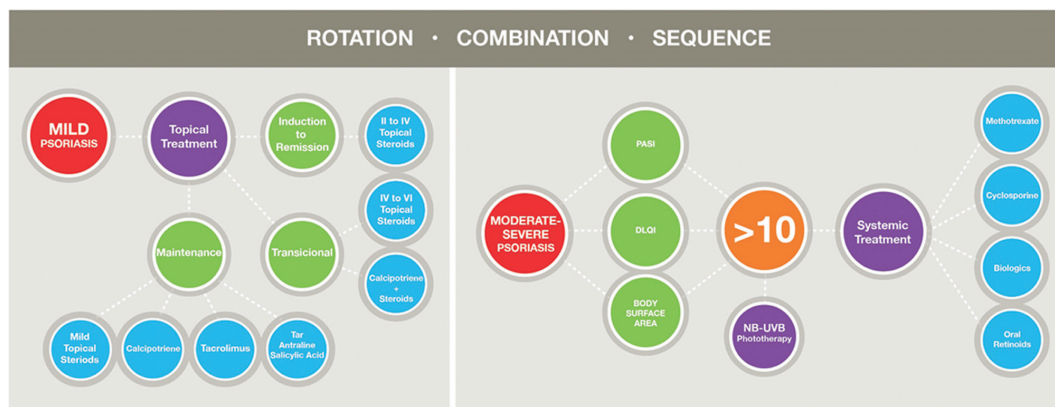 ROTATION • COMBINATION • SEQUENCE
MILD
PSORIASIS
Topical
Treatment
Induction
to
Remission
II to IV
Topical
Steroids
IV to VI
Topical
Steroids
Maintenance
Transicional
Calcipotriene
+
Steroids
Mild
Topical
Steriods
Calcipotriene
Tacrolimus
Tar
Antraline
Salicylic Acid
MODERATE-
SEVERE
PSORIASIS
PASI
DLQI
BODY
SURFACE
AREA
>10
NB-UVB
Phototherapy
Systemic
Treatment
Methotrexate
Cyclosporine
Biologics
Oral
Retinoids